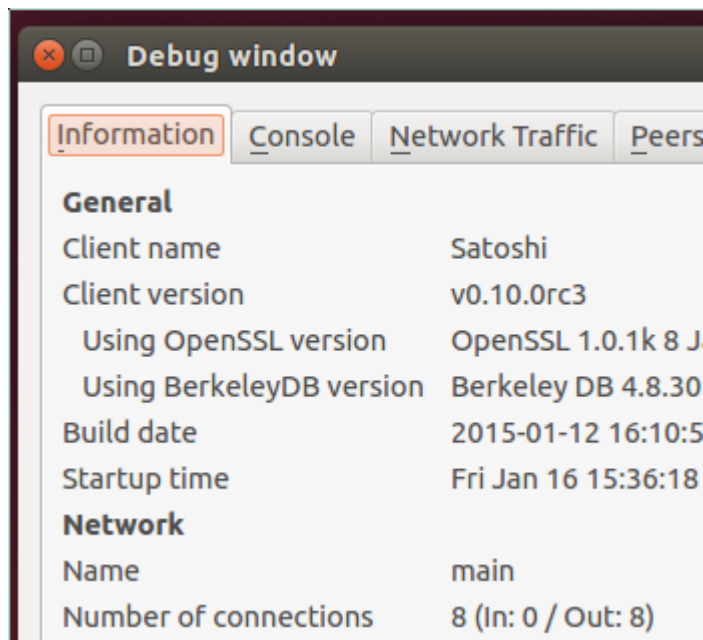 Debug window
Information Console Network Traffic Peers
General
Client name Satoshi
Client version v0.10.0rc3
Using OpenSSL version OpenSSL 1.0.1k 8
Using BerkeleyDB version Berkeley DB 4.8.30
Build date 2015-01-12 16:10:5
Startup time Fri Jan 16 15:36:18
Network
Name main
Number of connections 8 (In: 0 / Out: 8)